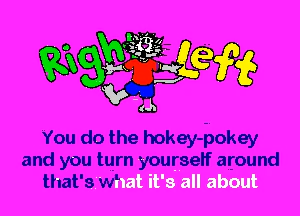 Right Left
You do the hokey-pokey
and you turn yourself around
that's what it's all about